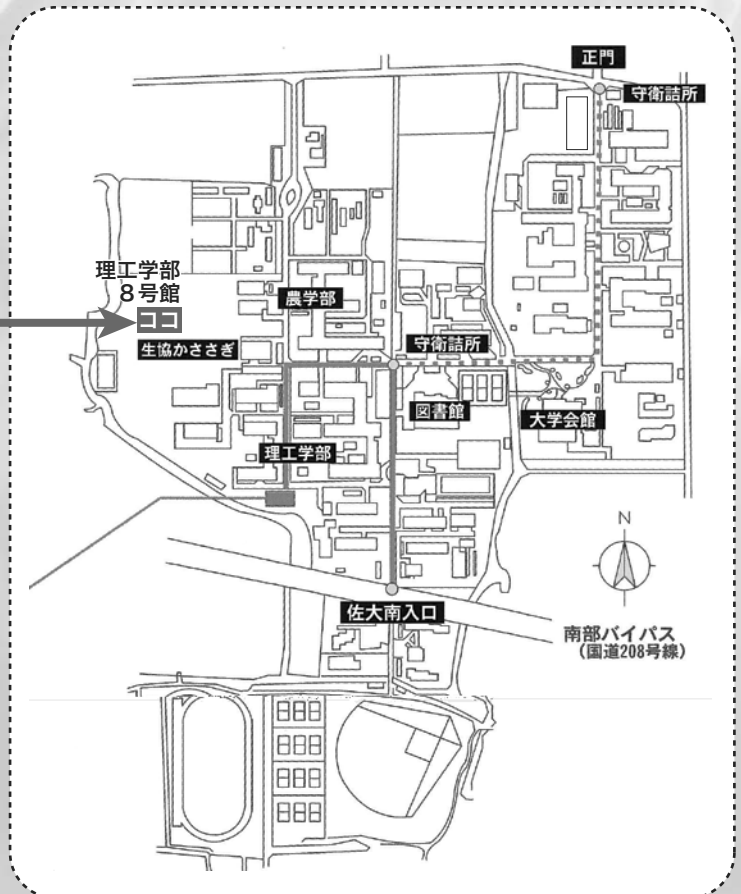 正門
守衛詰所
理工学部
8号館
ココ
農学部
生協かささぎ
守衛詰所
図書館
大学会館
理工学部
N
佐大南入口
南部バイパス
（国道208号線）